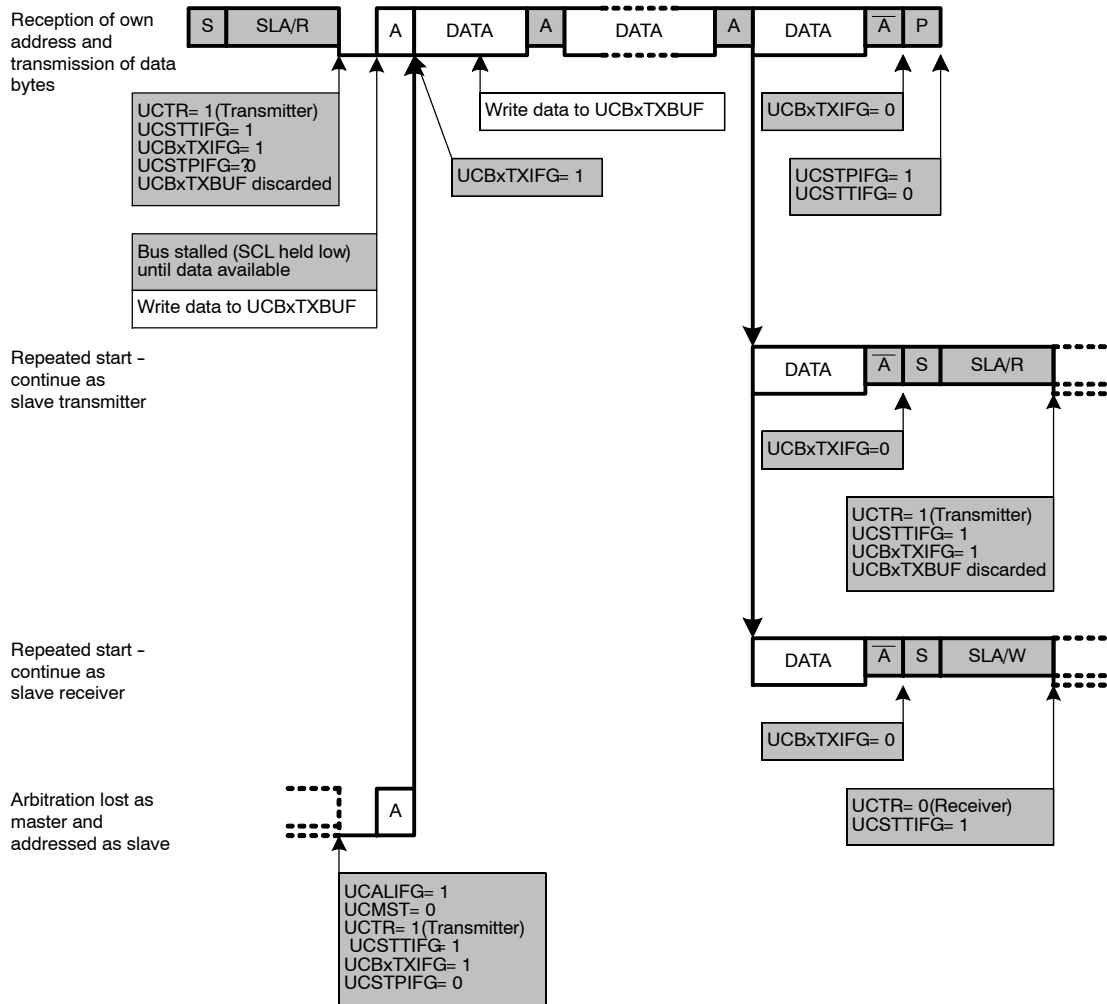 Reception of own
address and
transmission of data
bytes
S SLA/R A DATA A DATA A DATA A P
UCTR= 1(Transmitter)
UCSTTIFG= 1
UCBxTXIFG= 1
UCSTPIFG=?0
UCBxTXBUF discarded
Bus stalled (SCL held low)
until data available
Write data to UCBxTXBUF
Write data to UCBxTXBUF
UCBxTXIFG= 1
UCBxTXIFG= 0
UCSTPIFG= 1
UCSTTIFG= 0
Repeated start -
continue as
slave transmitter
DATA A S SLA/R
UCBxTXIFG=0
UCTR= 1(Transmitter)
UCSTTIFG= 1
UCBxTXIFG= 1
UCBxTXBUF discarded
Repeated start -
continue as
slave receiver
DATA A S SLA/W
UCBxTXIFG= 0
UCTR= 0(Receiver)
UCSTTIFG= 1
Arbitration lost as
master and
addressed as slave
A
UCALIFG= 1
UCMST= 0
UCTR= 1(Transmitter)
UCSTTIFG= 1
UCBxTXIFG= 1
UCSTPIFG= 0